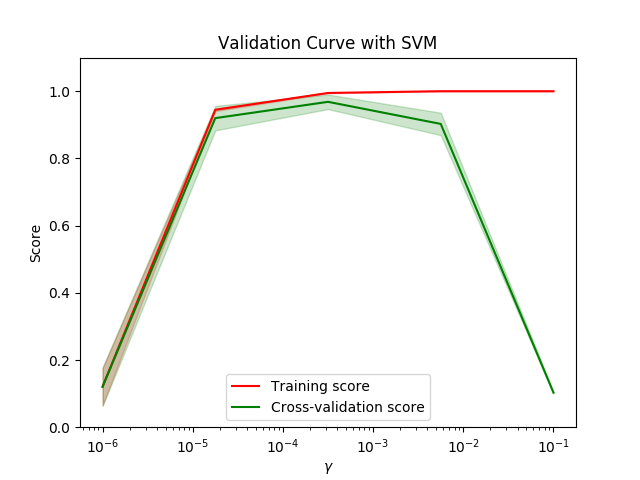 Validation Curve with SVM
Score
1.0
0.8
0.6
0.4
0.2
0.0
Training score
Cross-validation score
10⁻⁶ 10⁻⁵ 10⁻⁴ 10⁻³ 10⁻² 10⁻¹
γ